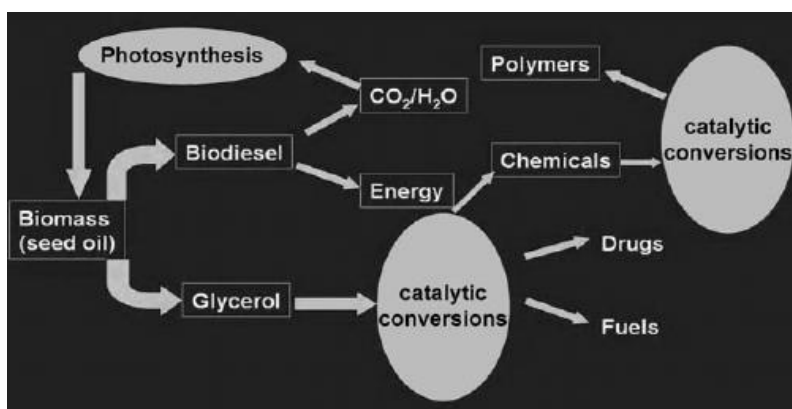 Photosynthesis
Polymers
CO₂/H₂O
catalytic
conversions
Biodiesel
Chemicals
Energy
Biomass
(seed oil)
Drugs
Glycerol
catalytic
conversions
Fuels